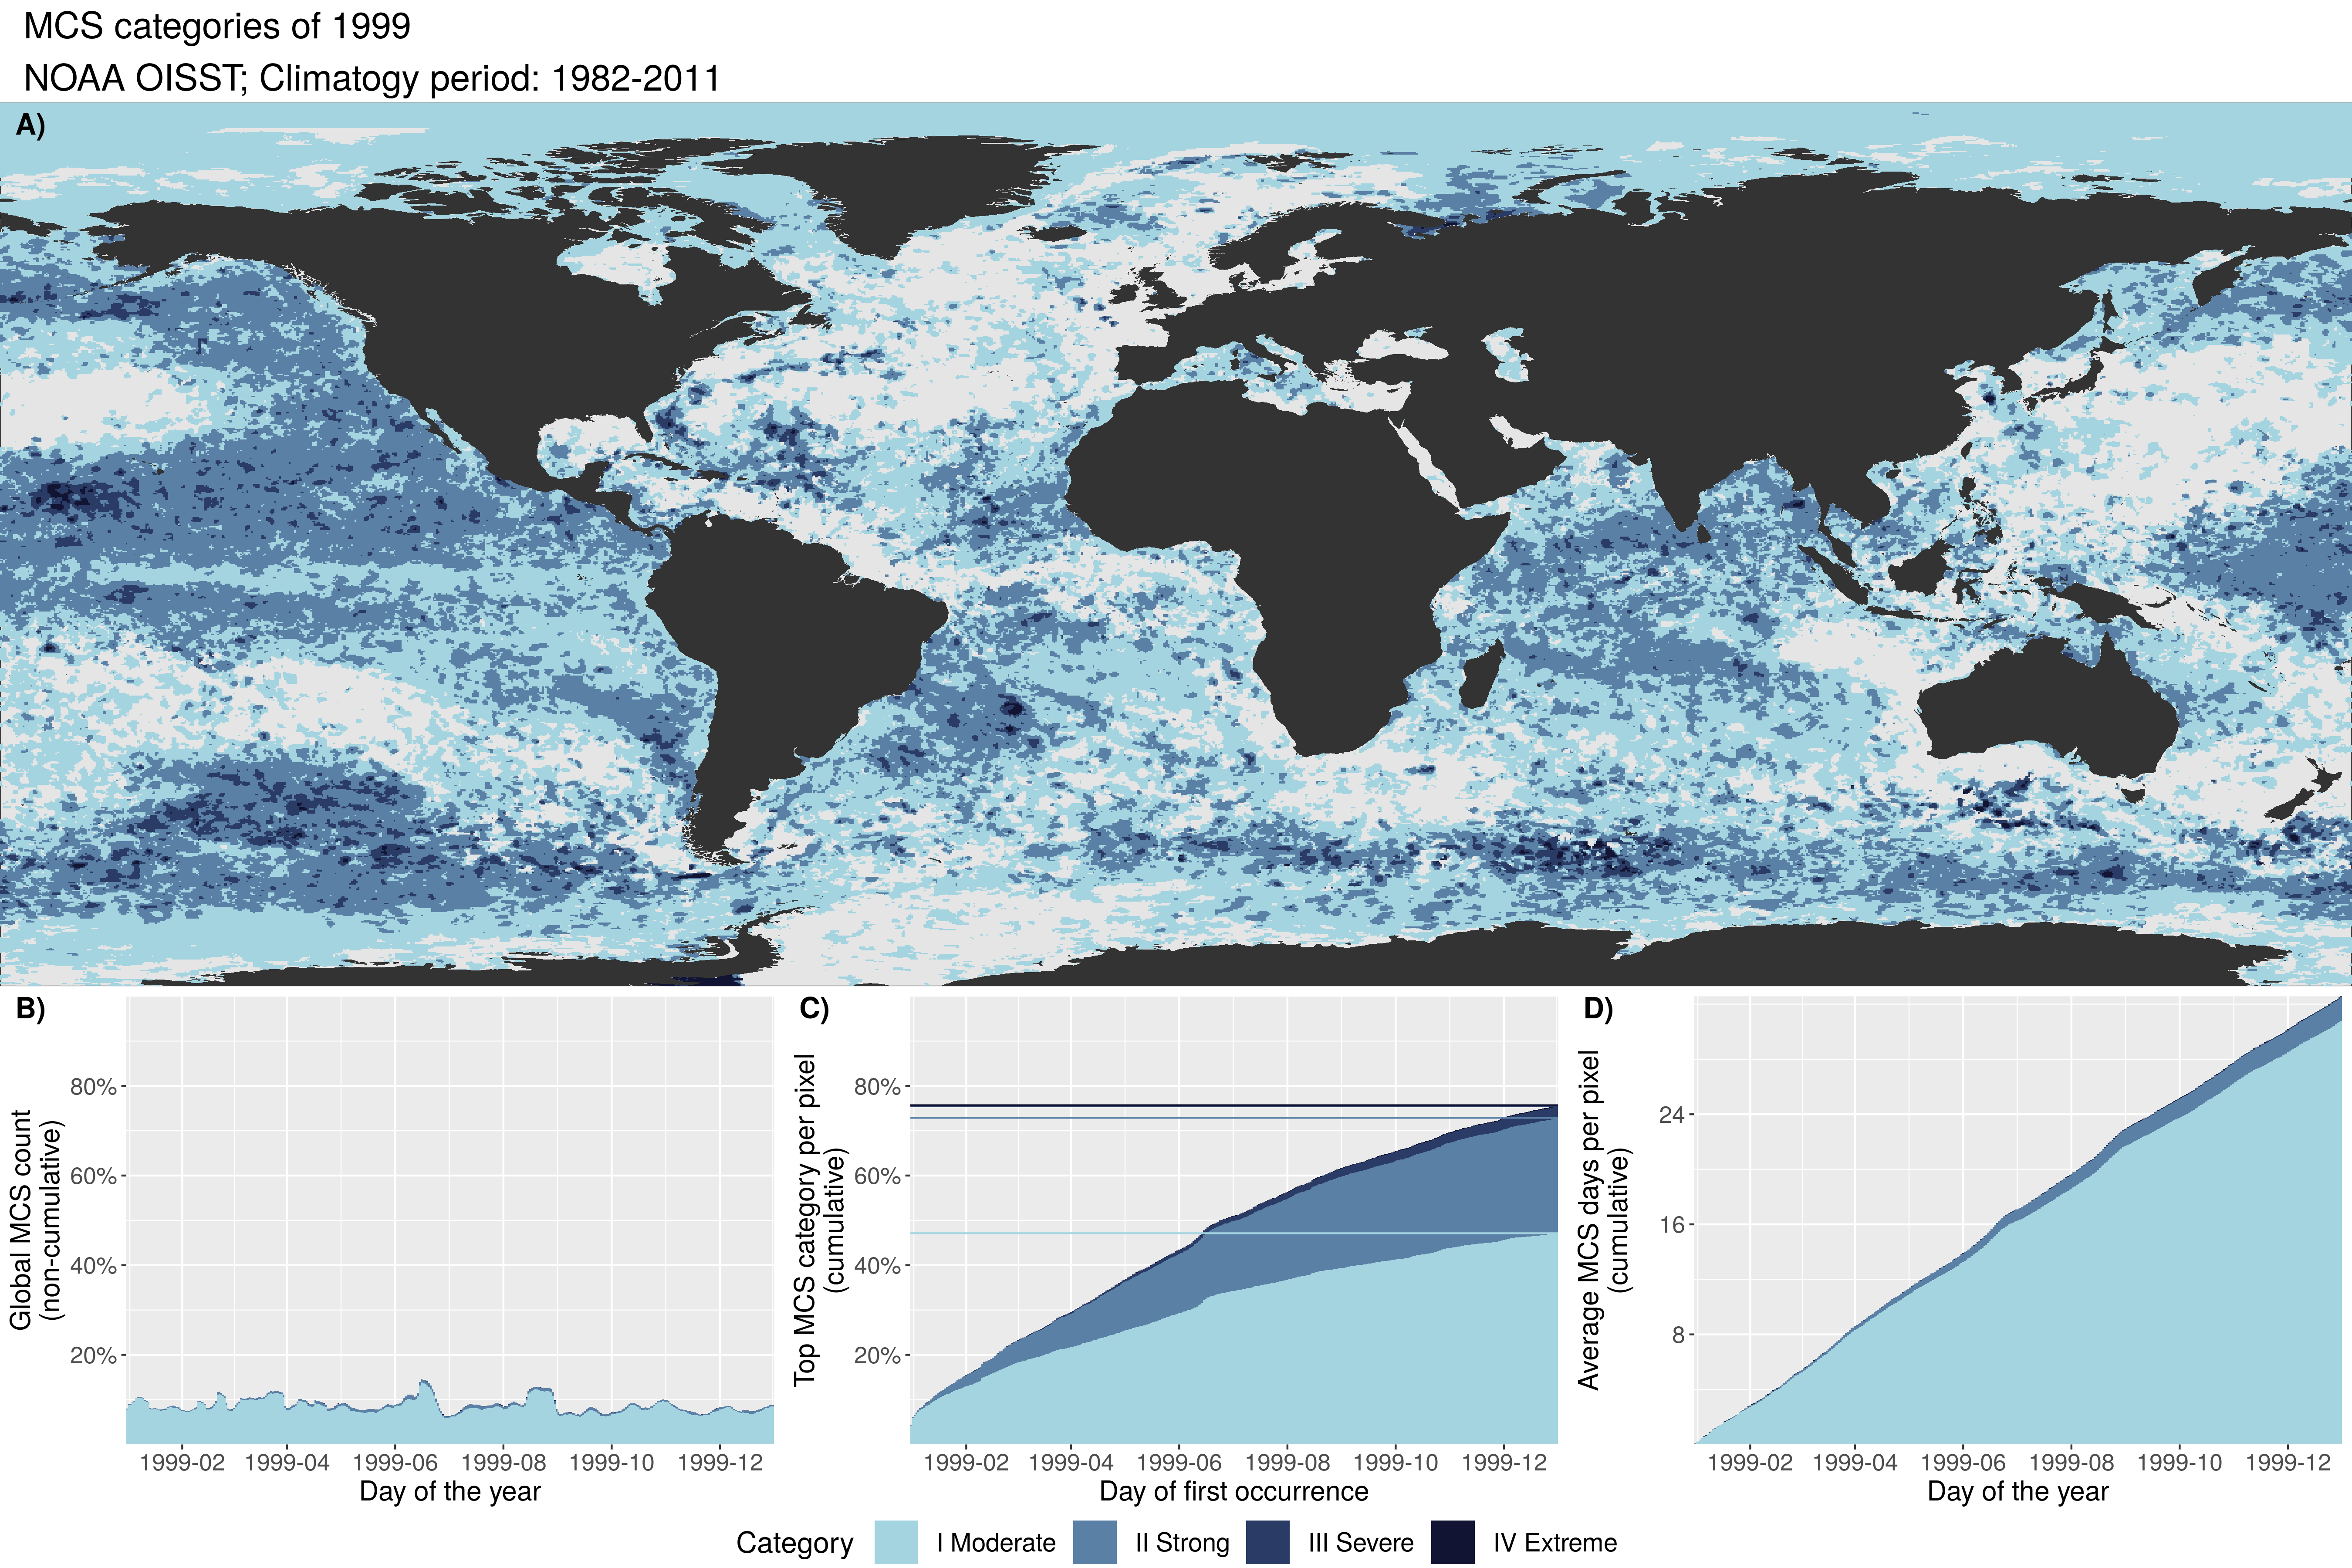 MCS categories of 1999
NOAA OISST; Climatogy period: 1982-2011
A)
B)
Global MCS count
(non-cumulative)
80%
60%
40%
20%
1999-02 1999-04 1999-06 1999-08 1999-10 1999-12
Day of the year
C)
Top MCS category per pixel
(cumulative)
80%
60%
40%
20%
1999-02 1999-04 1999-06 1999-08 1999-10 1999-12
Day of first occurrence
D)
Average MCS days per pixel
(cumulative)
24
16
8
1999-02 1999-04 1999-06 1999-08 1999-10 1999-12
Day of the year
Category I Moderate II Strong III Severe IV Extreme